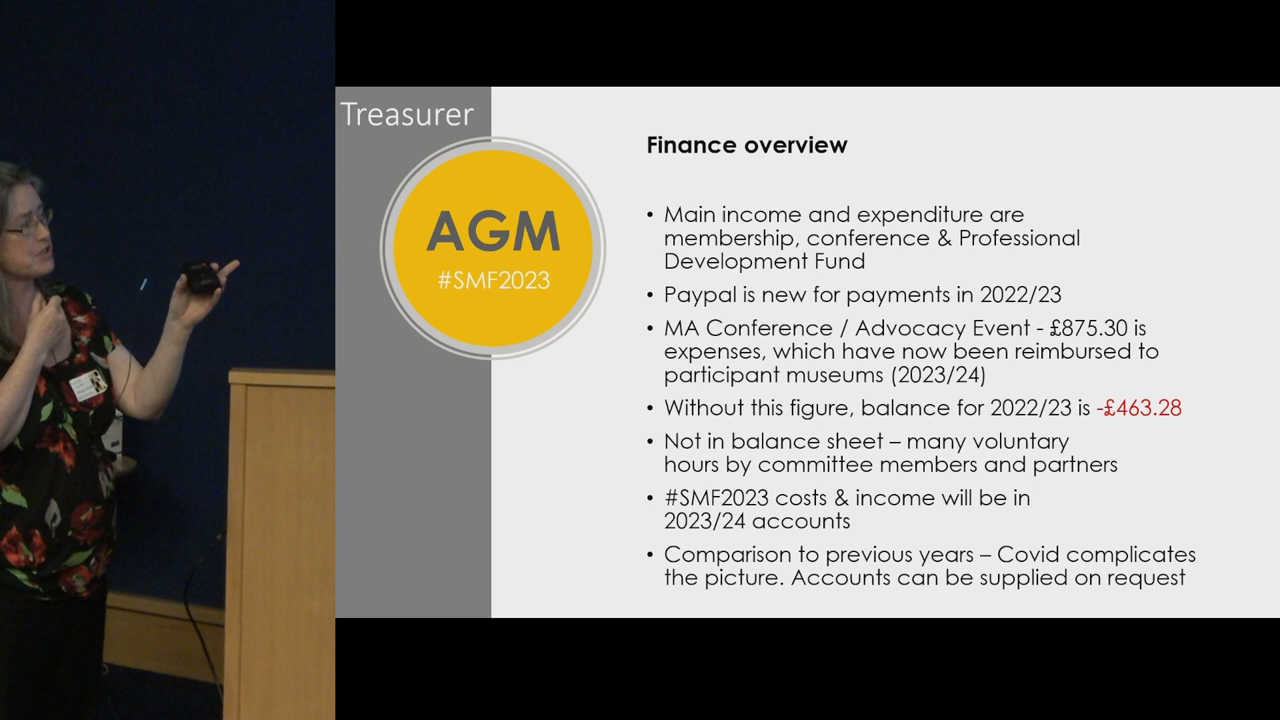 Treasurer
AGM
#SMF2023
Finance overview
• Main income and expenditure are
membership, conference & Professional
Development Fund
• Paypal is new for payments in 2022/23
• MA Conference / Advocacy Event - £875.30 is
expenses, which have now been reimbursed to
participant museums (2023/24)
• Without this figure, balance for 2022/23 is -£463.28
• Not in balance sheet – many voluntary
hours by committee members and partners
• #SMF2023 costs & income will be in
2023/24 accounts
• Comparison to previous years – Covid complicates
the picture. Accounts can be supplied on request